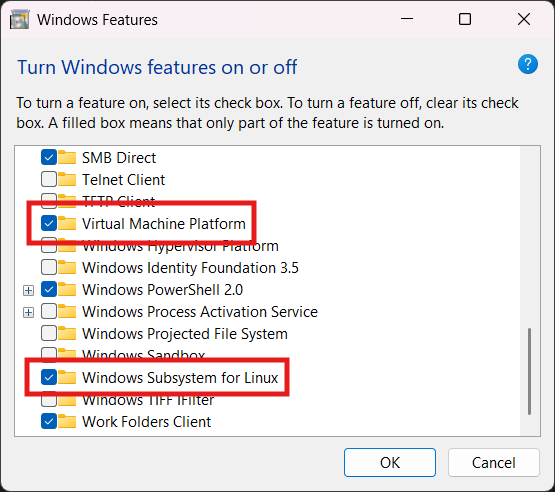 Windows Features
Turn Windows features on or off
To turn a feature on, select its check box. To turn a feature off, clear its check
box. A filled box means that only part of the feature is turned on.
SMB Direct
Telnet Client
TFTP Client
Virtual Machine Platform
Windows Hypervisor Platform
Windows Identity Foundation 3.5
Windows PowerShell 2.0
Windows Process Activation Service
Windows Projected File System
Windows Sandbox
Windows Subsystem for Linux
Windows TIFF IFilter
Work Folders Client
OK
Cancel